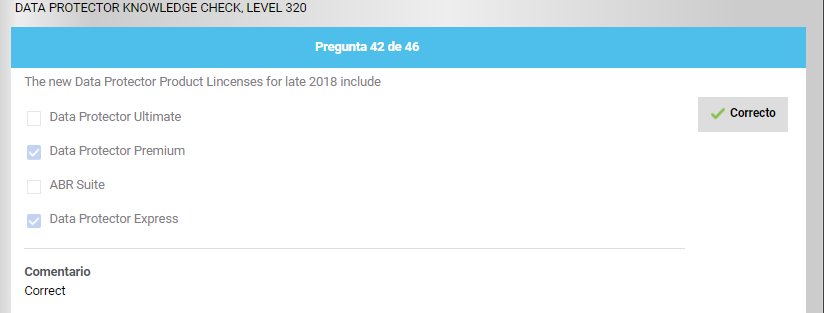 DATA PROTECTOR KNOWLEDGE CHECK, LEVEL 320
Pregunta 42 de 46
The new Data Protector Product Lincenses for late 2018 include
Data Protector Ultimate
Correcto
Data Protector Premium
ABR Suite
Data Protector Express
Comentario
Correct